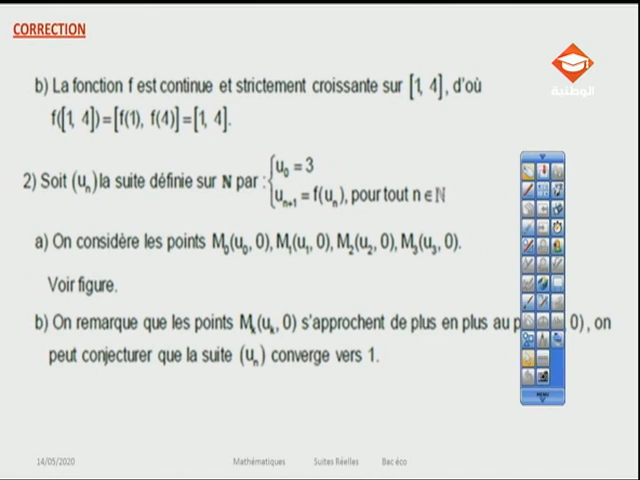 CORRECTION
الوطنية
b) La fonction f est continue et strictement croissante sur [1, 4], d'où
f([1, 4])=[f(1), f(4)]=[1, 4].
2) Soit (uₙ) la suite définie sur ℕ par : {u₀ = 3
uₙ₊₁ = f(uₙ), pour tout n ∈ ℕ
a) On considère les points M₀(u₀, 0), M₁(u₁, 0), M₂(u₂, 0), M₃(u₃, 0).
Voir figure.
b) On remarque que les points Mₖ(uₖ, 0) s'approchent de plus en plus au p 0), on
peut conjecturer que la suite (uₙ) converge vers 1.
MENU
14/05/2020 Mathématiques Suites Réelles Bac éco